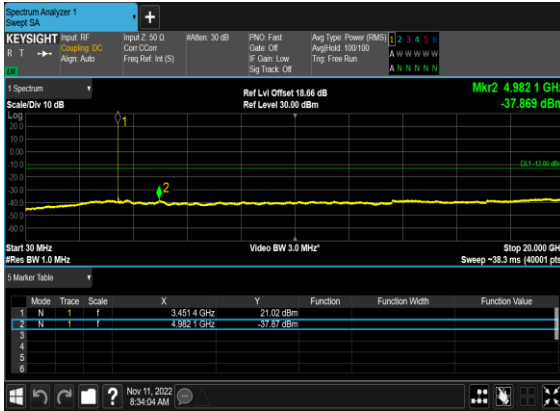 Spectrum Analyzer 1
Swept SA
+
KEYSIGHT Input: RF Input Z: 50 Ω #Atten: 30 dB PNO: Fast Avg Type: Power (RMS) 1 2 3 4 5 6
R T Coupling: DC Corr CCorr Gate: Off Avg|Hold: 100/100 A W W W W W
Align: Auto Freq Ref: Int (S) IF Gain: Low Trig: Free Run
Sig Track: Off A N N N N N
1 Spectrum Ref Lvl Offset 18.66 dB Mkr2 4.982 1 GHz
Scale/Div 10 dB Ref Level 30.00 dBm -37.869 dBm
Log
1
20.0
10.0
0.00
-10.0
DL1 -13.00 dBm
-20.0
2
-30.0
-40.0
-50.0
-60.0
Start 30 MHz Video BW 3.0 MHz* Stop 20.000 GHz
#Res BW 1.0 MHz Sweep ~38.3 ms (40001 pts)
5 Marker Table
Mode Trace Scale X Y Function Function Width Function Value
1 N 1 f 3.451 4 GHz 21.02 dBm
2 N 1 f 4.982 1 GHz -37.87 dBm
3
4
5
6
? Nov 11, 2022
8:34:04 AM